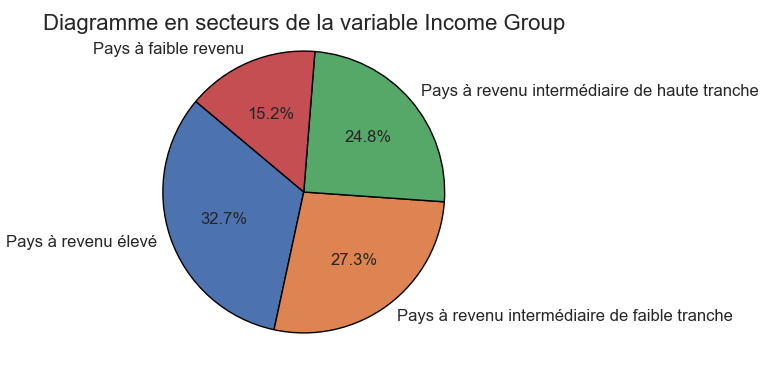 Diagramme en secteurs de la variable Income Group
Pays à faible revenu
Pays à revenu intermédiaire de haute tranche
15.2%
24.8%
32.7%
Pays à revenu élevé
27.3%
Pays à revenu intermédiaire de faible tranche